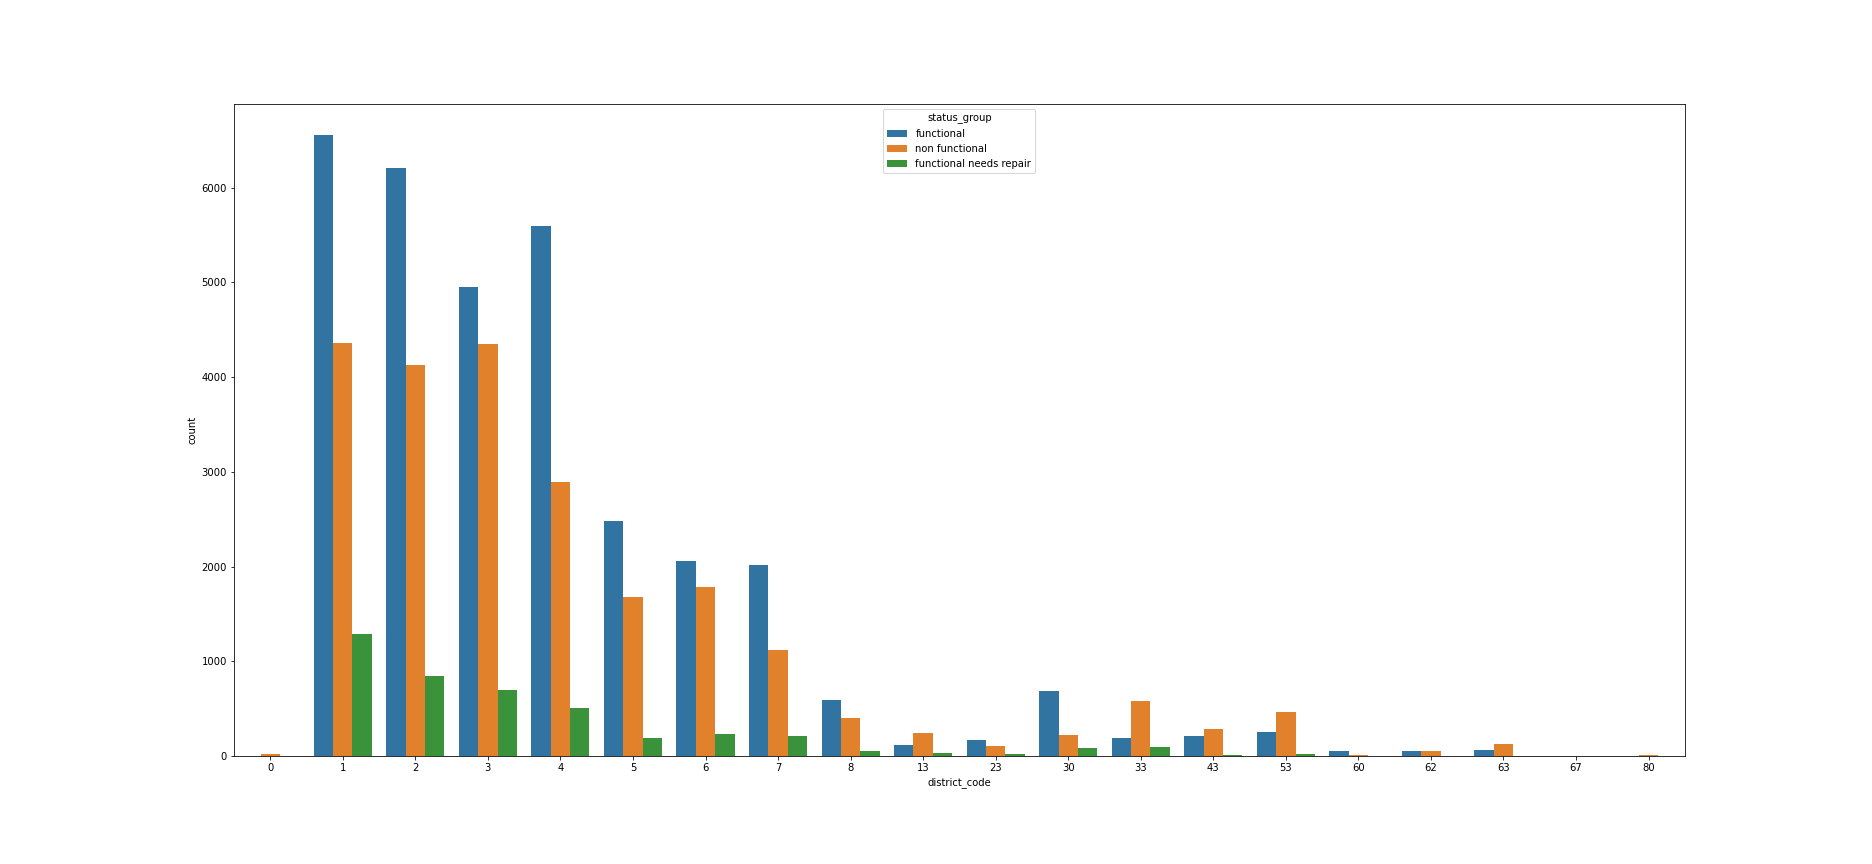 status_group
functional
non functional
functional needs repair
6000
5000
4000
3000
2000
1000
0
count
0 1 2 3 4 5 6 7 8 13 23 30 33 43 53 60 62 63 67 80
district_code